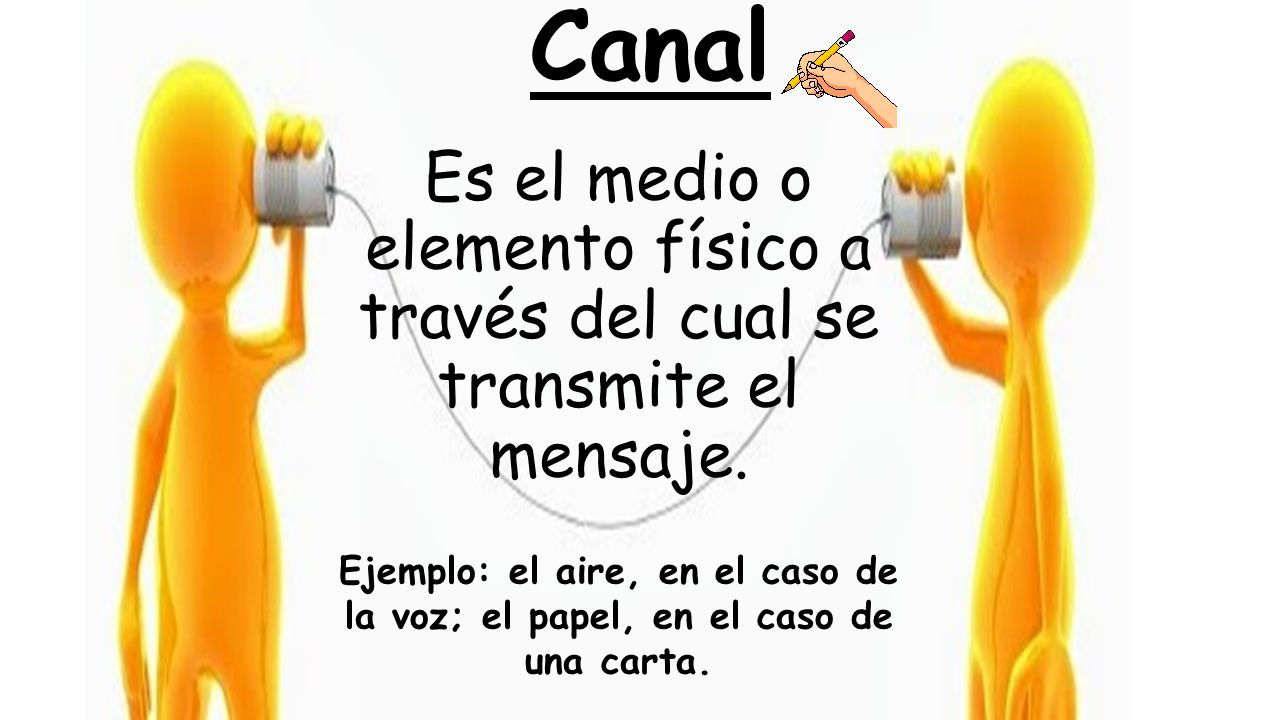 Canal
Es el medio o
elemento físico a
través del cual se
transmite el
mensaje.
Ejemplo: el aire, en el caso de
la voz; el papel, en el caso de
una carta.